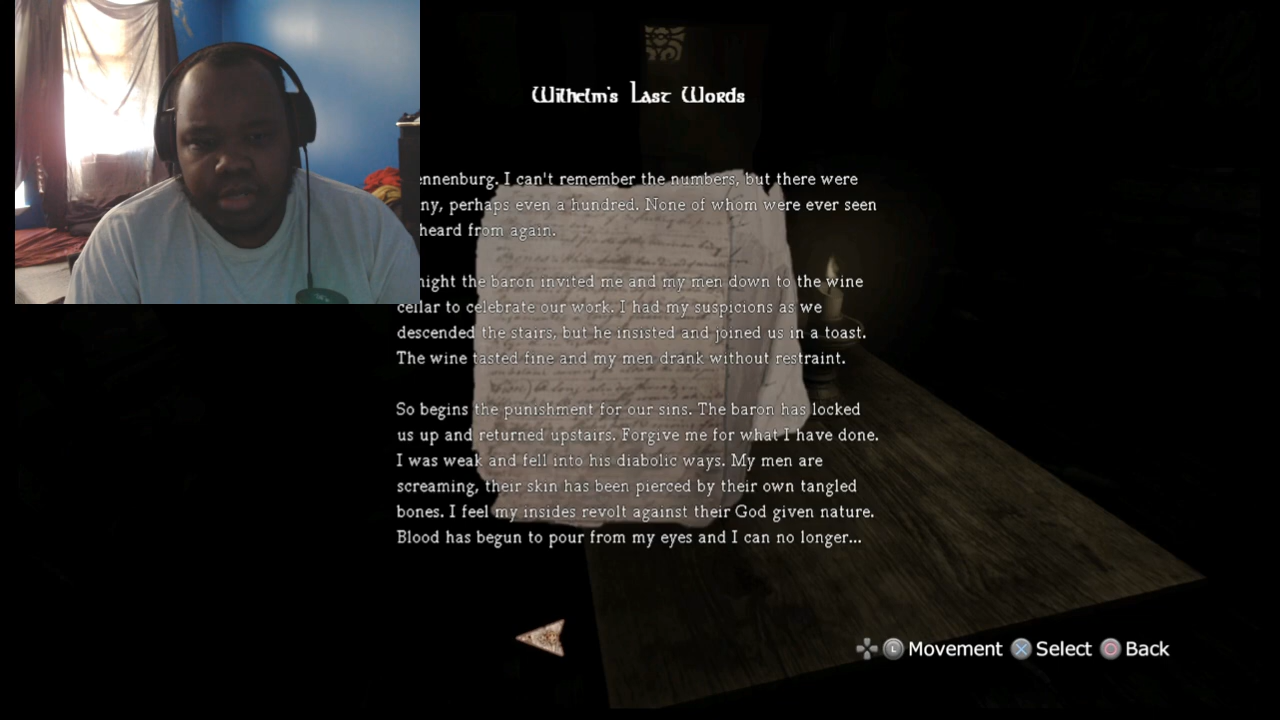 Wilhelm's Last Words
ennenburg. I can't remember the numbers, but there were
ny, perhaps even a hundred. None of whom were ever seen
heard from again.
night the baron invited me and my men down to the wine
cellar to celebrate our work. I had my suspicions as we
descended the stairs, but he insisted and joined us in a toast.
The wine tasted fine and my men drank without restraint.
So begins the punishment for our sins. The baron has locked
us up and returned upstairs. Forgive me for what I have done.
I was weak and fell into his diabolic ways. My men are
screaming, their skin has been pierced by their own tangled
bones. I feel my insides revolt against their God given nature.
Blood has begun to pour from my eyes and I can no longer...
L Movement X Select O Back